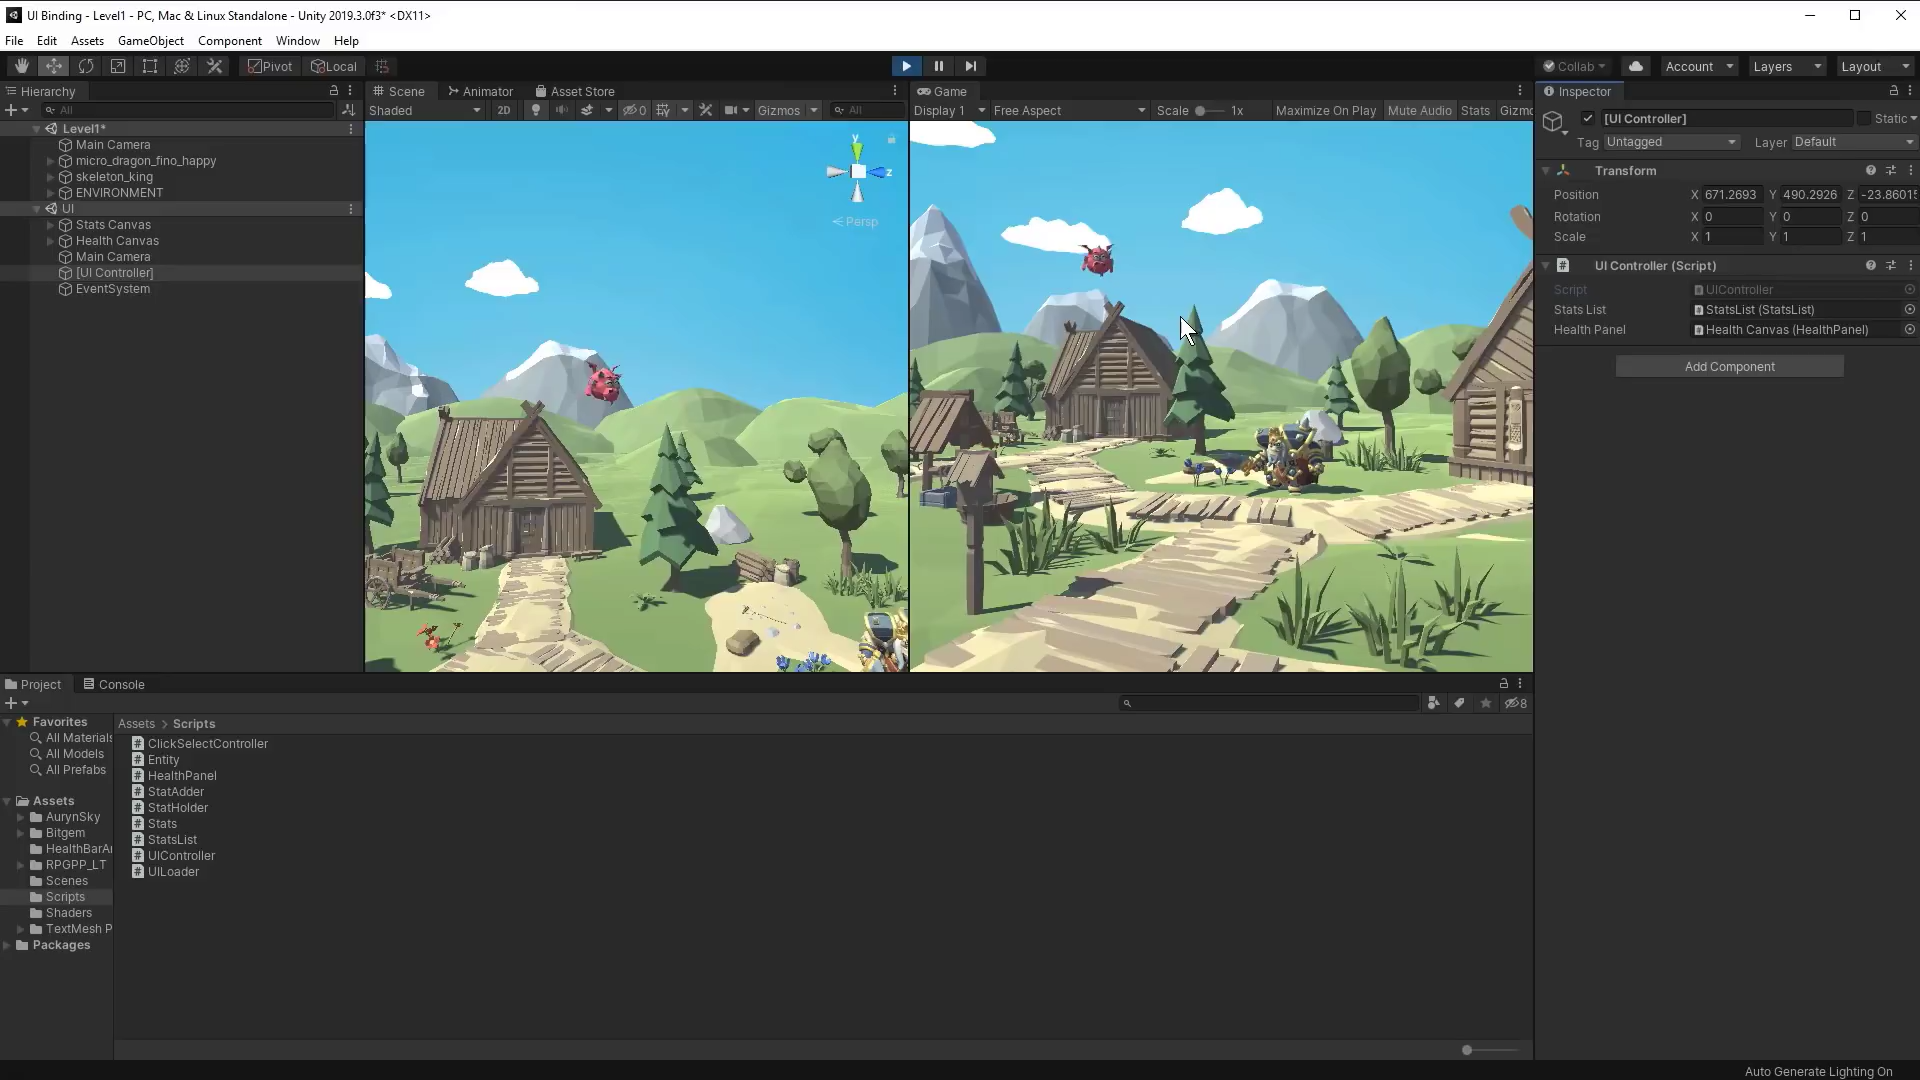 UI Binding - Level1 - PC, Mac & Linux Standalone - Unity 2019.3.0f3* <DX11>
File Edit Assets GameObject Component Window Help
Pivot Local
Collab Account Layers Layout
Hierarchy
All
Level1*
Main Camera
micro_dragon_fino_happy
skeleton_king
ENVIRONMENT
UI
Stats Canvas
Health Canvas
Main Camera
[UI Controller]
EventSystem
Scene Animator Asset Store
Shaded 2D 0 Gizmos All
y
z
Persp
Game
Display 1 Free Aspect Scale 1x Maximize On Play Mute Audio Stats Gizmo
Inspector
[UI Controller] Static
Tag Untagged Layer Default
Transform
Position X 671.2693 Y 490.2926 Z -23.86015
Rotation X 0 Y 0 Z 0
Scale X 1 Y 1 Z 1
UI Controller (Script)
Script UIController
Stats List StatsList (StatsList)
Health Panel Health Canvas (HealthPanel)
Add Component
Project Console
8
Favorites
All Materials
All Models
All Prefabs
Assets
AurynSky
Bitgem
HealthBarAr
RPGPP_LT
Scenes
Scripts
Shaders
TextMesh P
Packages
Assets > Scripts
ClickSelectController
Entity
HealthPanel
StatAdder
StatHolder
Stats
StatsList
UIController
UILoader
Auto Generate Lighting On